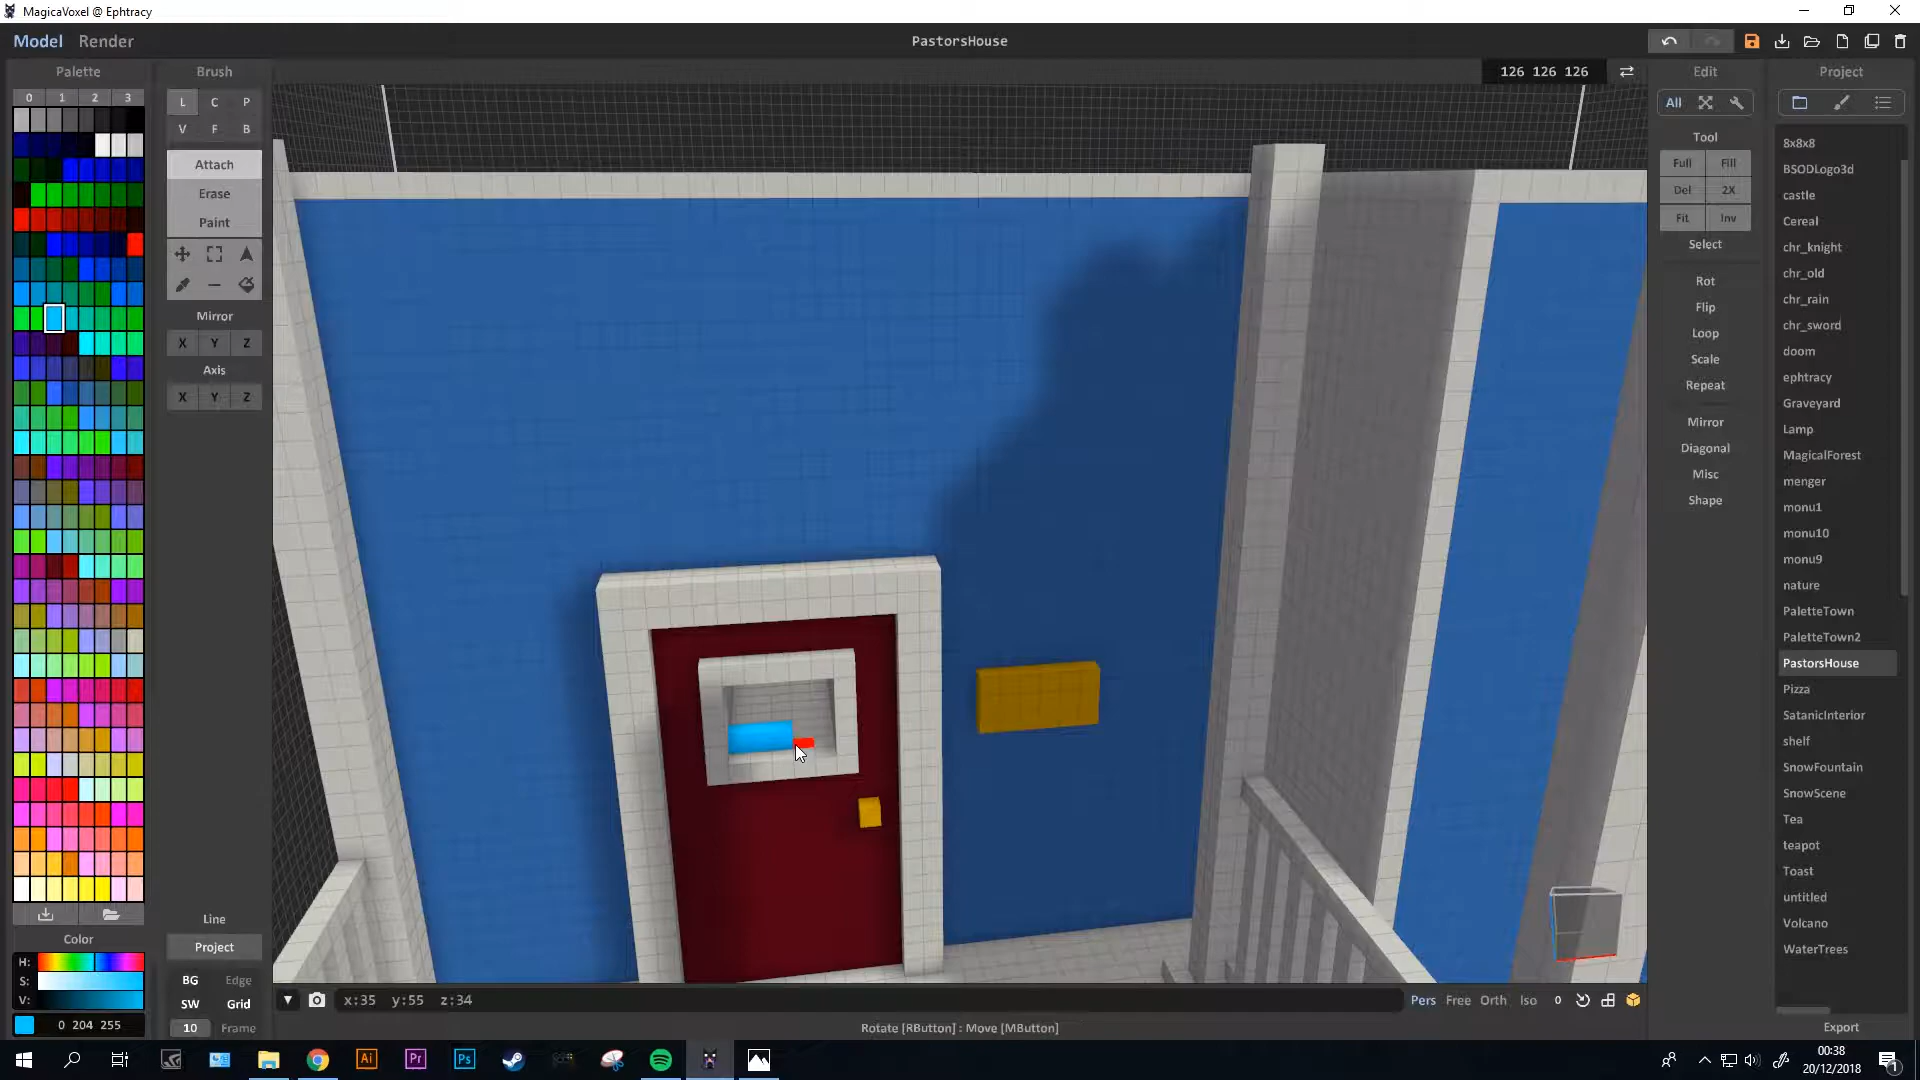 MagicaVoxel @ Ephtracy
Model Render
PastorsHouse
Palette
0 1 2 3
Brush
L C P
V F B
Attach
Erase
Paint
Mirror
X Y Z
Axis
X Y Z
Line
Project
BG Edge
SW Grid
10 Frame
Color
H:
S:
V:
0 204 255
126 126 126
x:35 y:55 z:34
Pers Free Orth Iso 0
Rotate [RButton] : Move [MButton]
Edit
All
Tool
Full Fill
Del 2X
Fit Inv
Select
Rot
Flip
Loop
Scale
Repeat
Mirror
Diagonal
Misc
Shape
Project
8x8x8
BSODLogo3d
castle
Cereal
chr_knight
chr_old
chr_rain
chr_sword
doom
ephtracy
Graveyard
Lamp
MagicalForest
menger
monu1
monu10
monu9
nature
PaletteTown
PaletteTown2
PastorsHouse
Pizza
SatanicInterior
shelf
SnowFountain
SnowScene
Tea
teapot
Toast
untitled
Volcano
WaterTrees
Export
Ai Pr Ps
00:38
20/12/2018
1